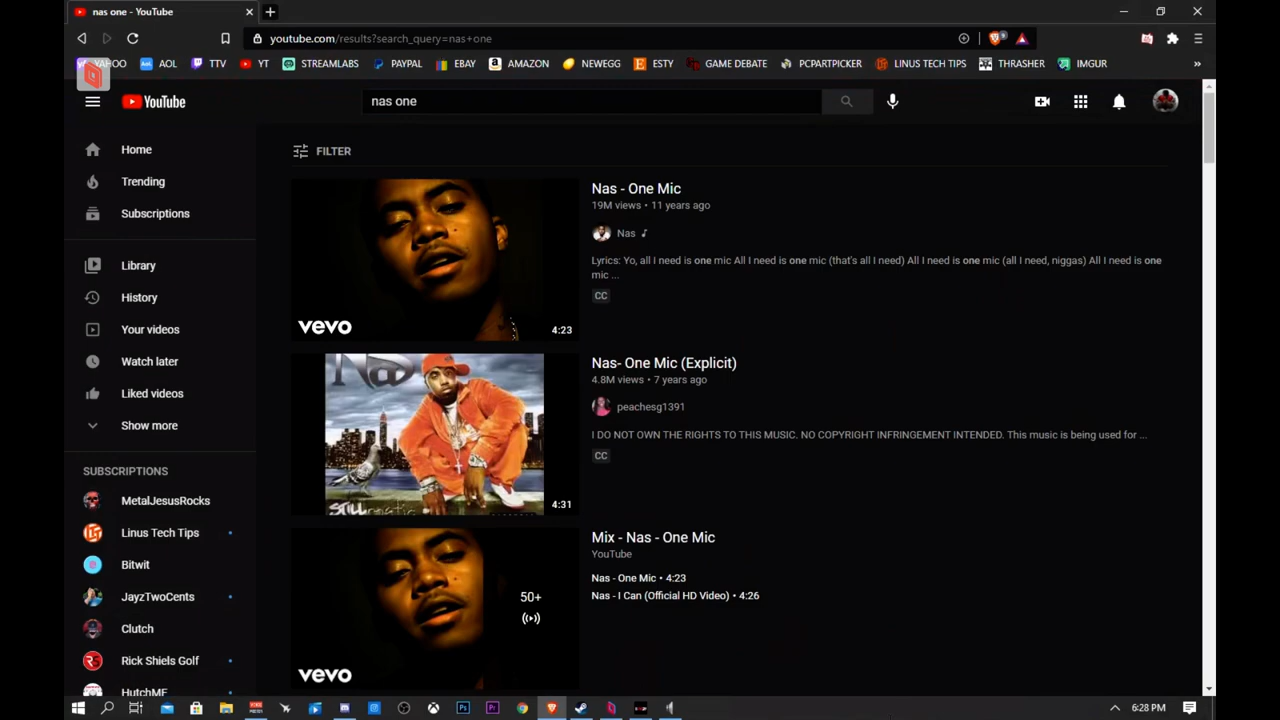 nas one - YouTube
youtube.com/results?search_query=nas+one
YAHOO AOL TTV YT STREAMLABS PAYPAL EBAY AMAZON NEWEGG ESTY GAME DEBATE PCPARTPICKER LINUS TECH TIPS THRASHER IMGUR »
YouTube
nas one
Home
Trending
Subscriptions
Library
History
Your videos
Watch later
Liked videos
Show more
SUBSCRIPTIONS
MetalJesusRocks
Linus Tech Tips
Bitwit
JayzTwoCents
Clutch
Rick Shiels Golf
HutchMF
FILTER
vevo
4:23
Nas - One Mic
19M views • 11 years ago
Nas
Lyrics: Yo, all I need is one mic All I need is one mic (that's all I need) All I need is one mic (all I need, niggas) All I need is one
mic ...
CC
Nas
STILLmatic
4:31
Nas- One Mic (Explicit)
4.8M views • 7 years ago
peachesg1391
I DO NOT OWN THE RIGHTS TO THIS MUSIC. NO COPYRIGHT INFRINGEMENT INTENDED. This music is being used for ...
CC
vevo
50+
Mix - Nas - One Mic
YouTube
Nas - One Mic • 4:23
Nas - I Can (Official HD Video) • 4:26
6:28 PM